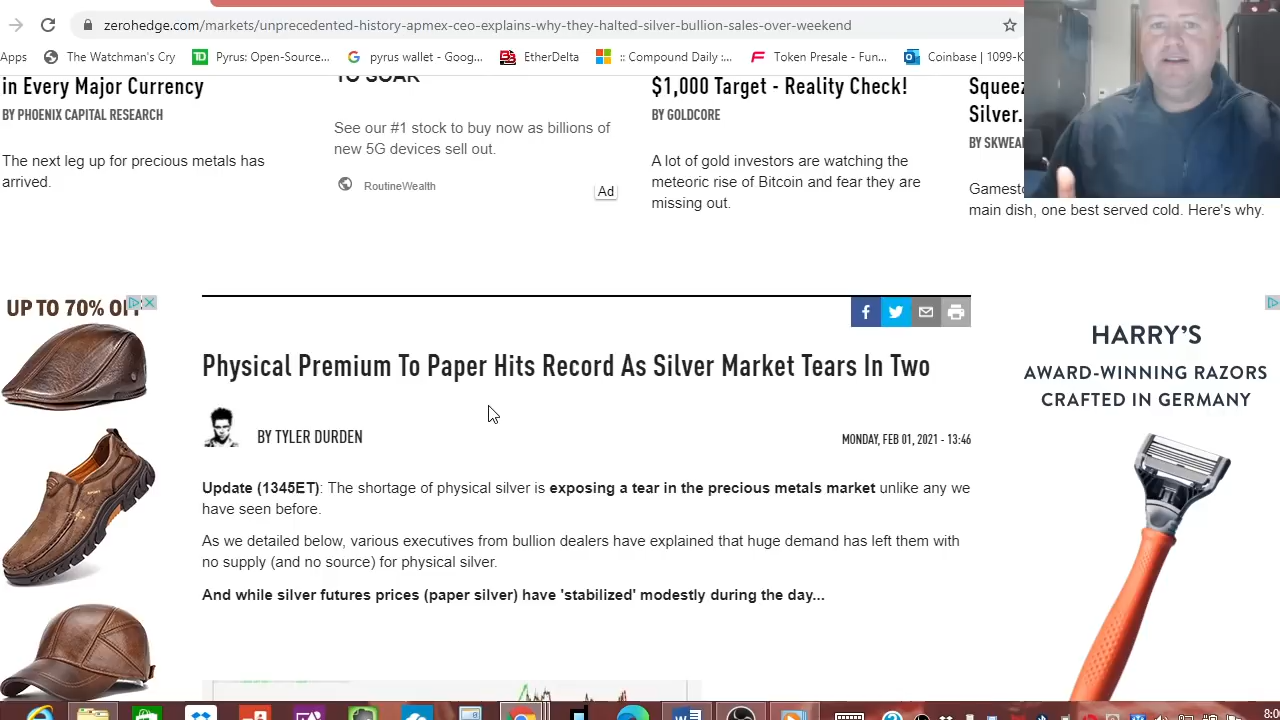 zerohedge.com/markets/unprecedented-history-apmex-ceo-explains-why-they-halted-silver-bullion-sales-over-weekend
Apps
The Watchman's Cry
Pyrus: Open-Source...
pyrus wallet - Goog...
EtherDelta
:: Compound Daily :...
Token Presale - Fun...
Coinbase | 1099-K
in Every Major Currency
BY PHOENIX CAPITAL RESEARCH
The next leg up for precious metals has
arrived.
TO SOAR
See our #1 stock to buy now as billions of
new 5G devices sell out.
RoutineWealth
Ad
$1,000 Target - Reality Check!
BY GOLDCORE
A lot of gold investors are watching the
meteoric rise of Bitcoin and fear they are
missing out.
Silver.
main dish, one best served cold. Here's why.
UP TO 70%
Physical Premium To Paper Hits Record As Silver Market Tears In Two
BY TYLER DURDEN
MONDAY, FEB 01, 2021 - 13:46
Update (1345ET): The shortage of physical silver is exposing a tear in the precious metals market unlike any we
have seen before.
As we detailed below, various executives from bullion dealers have explained that huge demand has left them with
no supply (and no source) for physical silver.
And while silver futures prices (paper silver) have 'stabilized' modestly during the day...
HARRY'S
AWARD-WINNING RAZORS
CRAFTED IN GERMANY